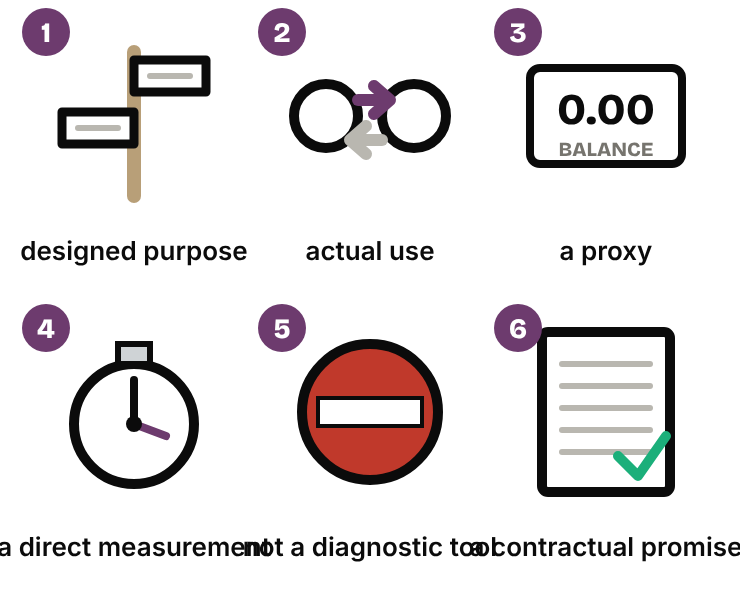 1
2
3
0.00
BALANCE
designed purpose
actual use
a proxy
4
5
6
a direct measurement
not a diagnostic tool
a contractual promise